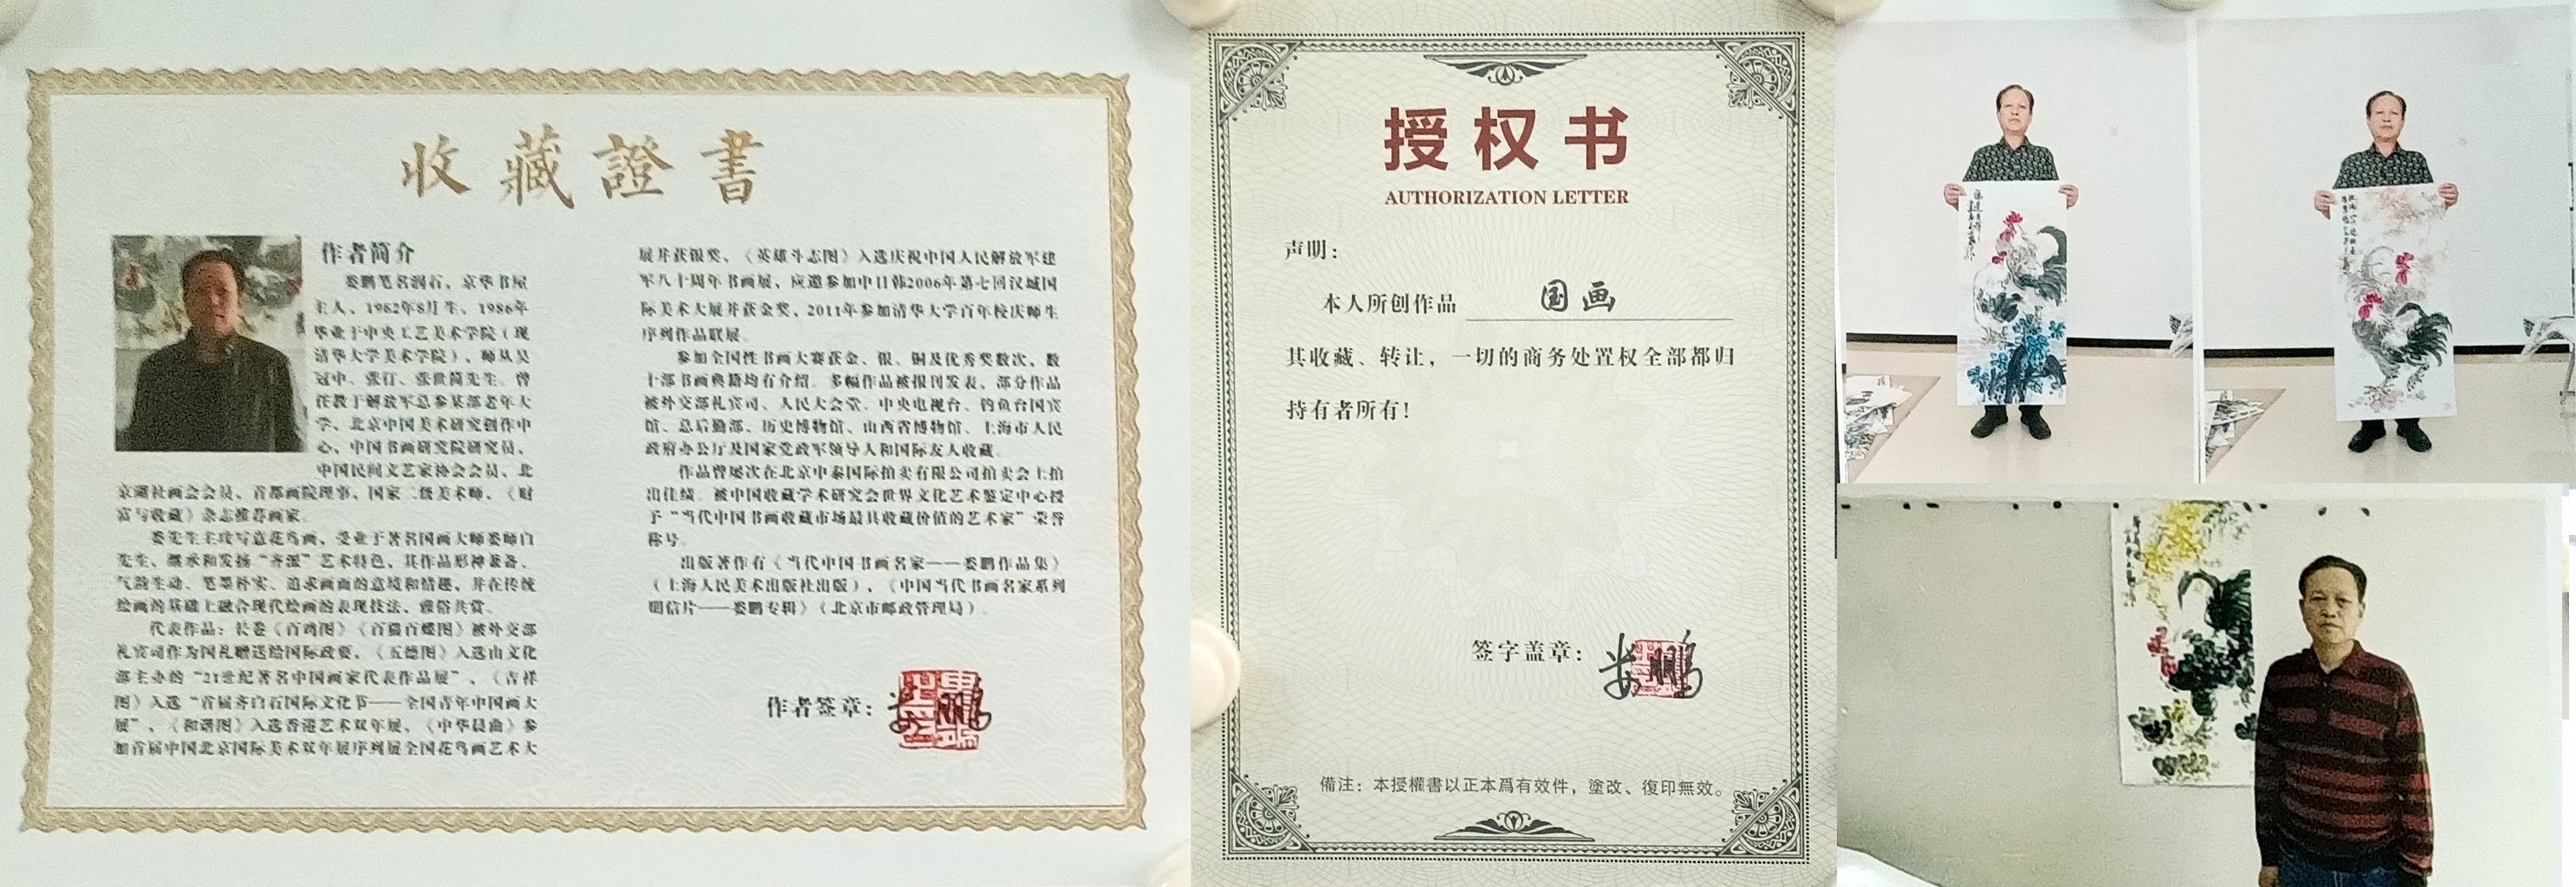 收藏證書
作者简介
娄鹏笔名润石，京华书屋
主人，1962年8月生，1986年
毕业于中央工艺美术学院（现
清华大学美术学院），师从吴
冠中、张仃、张世简先生。曾
任教于解放军总参某部老年大
学、北京中国美术研究创作中
心、中国书画研究院研究员、
中国民间文艺家协会会员、北
京湖社画会会员、首都画院理事，国家二级美术师，《财
富与收藏》杂志推荐画家。
娄先生主攻写意花鸟画，受业于著名国画大师娄师白
先生，继承和发扬“齐派”艺术特色，其作品形神兼备、
气韵生动、笔墨朴实、追求画面的意境和情趣，并在传统
绘画的基础上融合现代绘画的表现技法，雅俗共赏。
代表作品：长卷《百鸡图》《百猫百蝶图》被外交部
礼宾司作为国礼赠送给国际政要，《五德图》入选由文化
部主办的“21世纪著名中国画家代表作品展”，《吉祥
图》入选“首届齐白石国际文化节——全国青年中国画大
展”，《和谐图》入选香港艺术双年展，《中华晨曲》参
加首届中国北京国际美术双年展序列展全国花鸟画艺术大
展并获银奖，《英雄斗志图》入选庆祝中国人民解放军建
军八十周年书画展，应邀参加中日韩2006年第七回汉城国
际美术大展并获金奖，2011年参加清华大学百年校庆师生
序列作品联展。
参加全国性书画大赛获金、银、铜及优秀奖数次，数
十部书画典籍均有介绍。多幅作品被报刊发表，部分作品
被外交部礼宾司、人民大会堂、中央电视台、钓鱼台国宾
馆、总后勤部、历史博物馆、山西省博物馆、上海市人民
政府办公厅及国家党政军领导人和国际友人收藏。
作品曾屡次在北京中泰国际拍卖有限公司拍卖会上拍
出佳绩。被中国收藏学术研究会世界文化艺术鉴定中心授
予“当代中国书画收藏市场最具收藏价值的艺术家”荣誉
称号。
出版著作有《当代中国书画名家——娄鹏作品集》
（上海人民美术出版社出版），《中国当代书画名家系列
明信片——娄鹏专辑》（北京市邮政管理局）。
作者签章：娄鹏
授权书
AUTHORIZATION LETTER
声明：
本人所创作品 国画
其收藏、转让，一切的商务处置权全部都归
持有者所有!
签字盖章：娄鹏
備注：本授權書以正本爲有效件，塗改、復印無效。